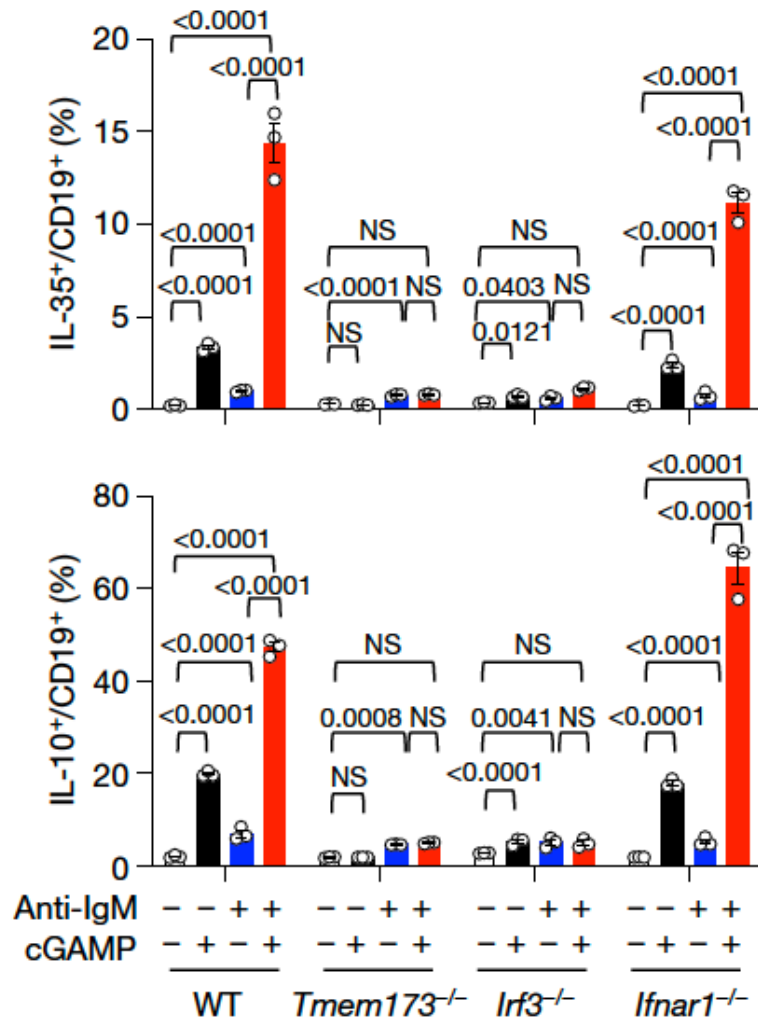 20
15
10
5
0
IL-35⁺/CD19⁺ (%)
<0.0001
<0.0001
<0.0001
<0.0001
NS
<0.0001 NS
NS
NS
0.0403 NS
0.0121
<0.0001
<0.0001
<0.0001
<0.0001
80
60
40
20
0
IL-10⁺/CD19⁺ (%)
<0.0001
<0.0001
<0.0001
<0.0001
NS
0.0008 NS
NS
NS
0.0041 NS
<0.0001
<0.0001
<0.0001
<0.0001
<0.0001
Anti-IgM − − + + − − + + − − + + − − + +
cGAMP − + − + − + − + − + − + − + − +
WT Tmem173⁻/⁻ Irf3⁻/⁻ Ifnar1⁻/⁻